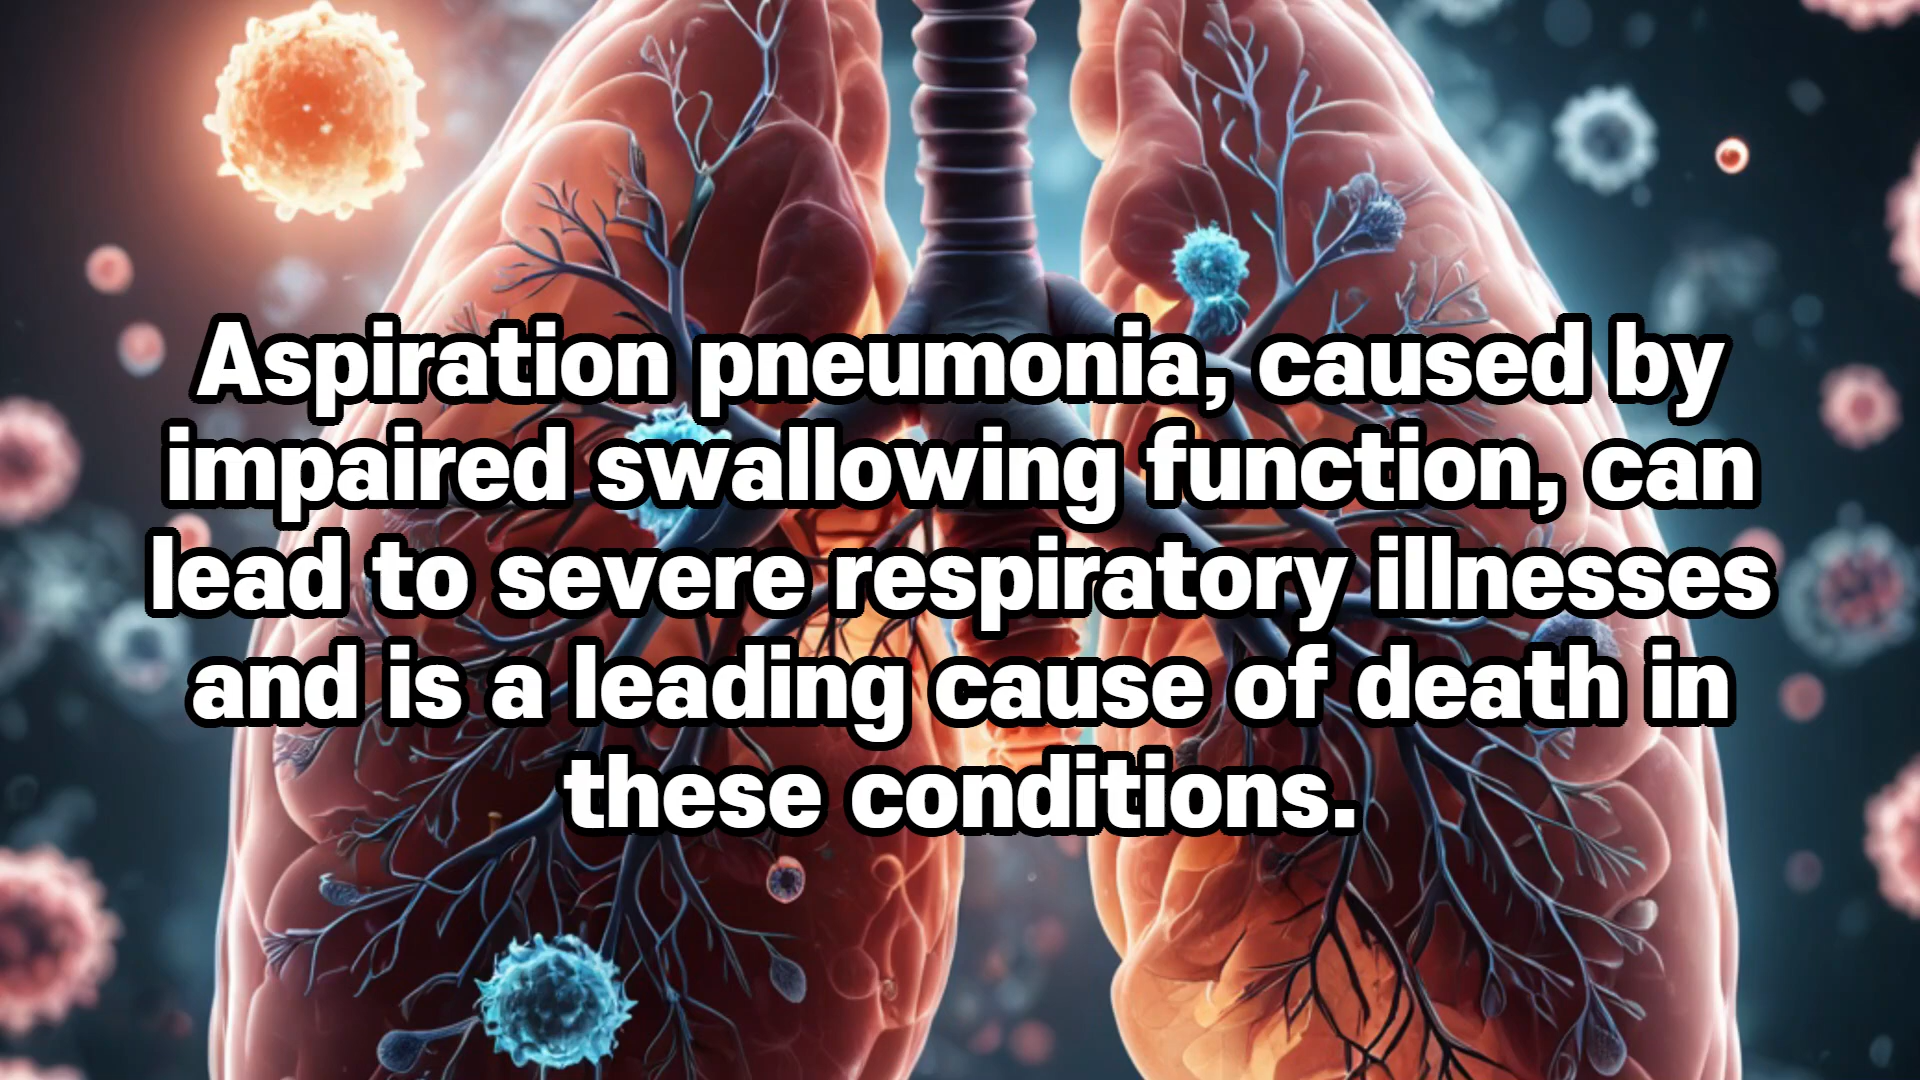 Aspiration pneumonia, caused by
impaired swallowing function, can
lead to severe respiratory illnesses
and is a leading cause of death in
these conditions.